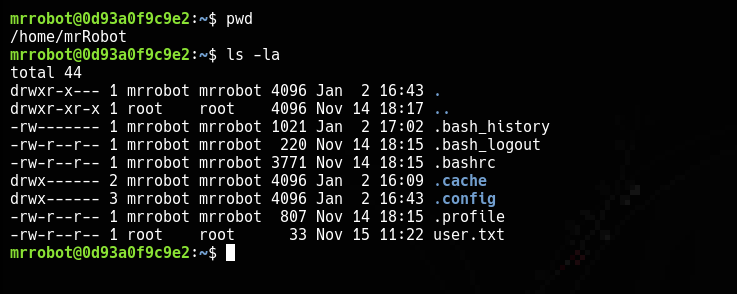 mrrobot@0d93a0f9c9e2:~$ pwd
/home/mrRobot
mrrobot@0d93a0f9c9e2:~$ ls -la
total 44
drwxr-x--- 1 mrrobot mrrobot 4096 Jan  2 16:43 .
drwxr-xr-x 1 root    root    4096 Nov 14 18:17 ..
-rw------- 1 mrrobot mrrobot 1021 Jan  2 17:02 .bash_history
-rw-r--r-- 1 mrrobot mrrobot  220 Nov 14 18:15 .bash_logout
-rw-r--r-- 1 mrrobot mrrobot 3771 Nov 14 18:15 .bashrc
drwx------ 2 mrrobot mrrobot 4096 Jan  2 16:09 .cache
drwx------ 3 mrrobot mrrobot 4096 Jan  2 16:43 .config
-rw-r--r-- 1 mrrobot mrrobot  807 Nov 14 18:15 .profile
-rw-r--r-- 1 root    root      33 Nov 15 11:22 user.txt
mrrobot@0d93a0f9c9e2:~$